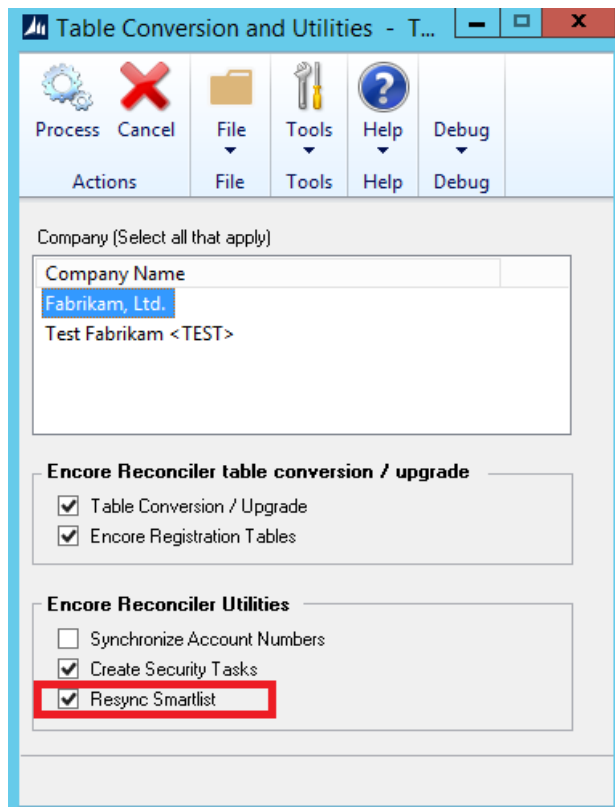 Table Conversion and Utilities - T...
Process Cancel File Tools Help Debug
Actions File Tools Help Debug
Company (Select all that apply)
Company Name
Fabrikam, Ltd.
Test Fabrikam <TEST>
Encore Reconciler table conversion / upgrade
Table Conversion / Upgrade
Encore Registration Tables
Encore Reconciler Utilities
Synchronize Account Numbers
Create Security Tasks
Resync Smartlist